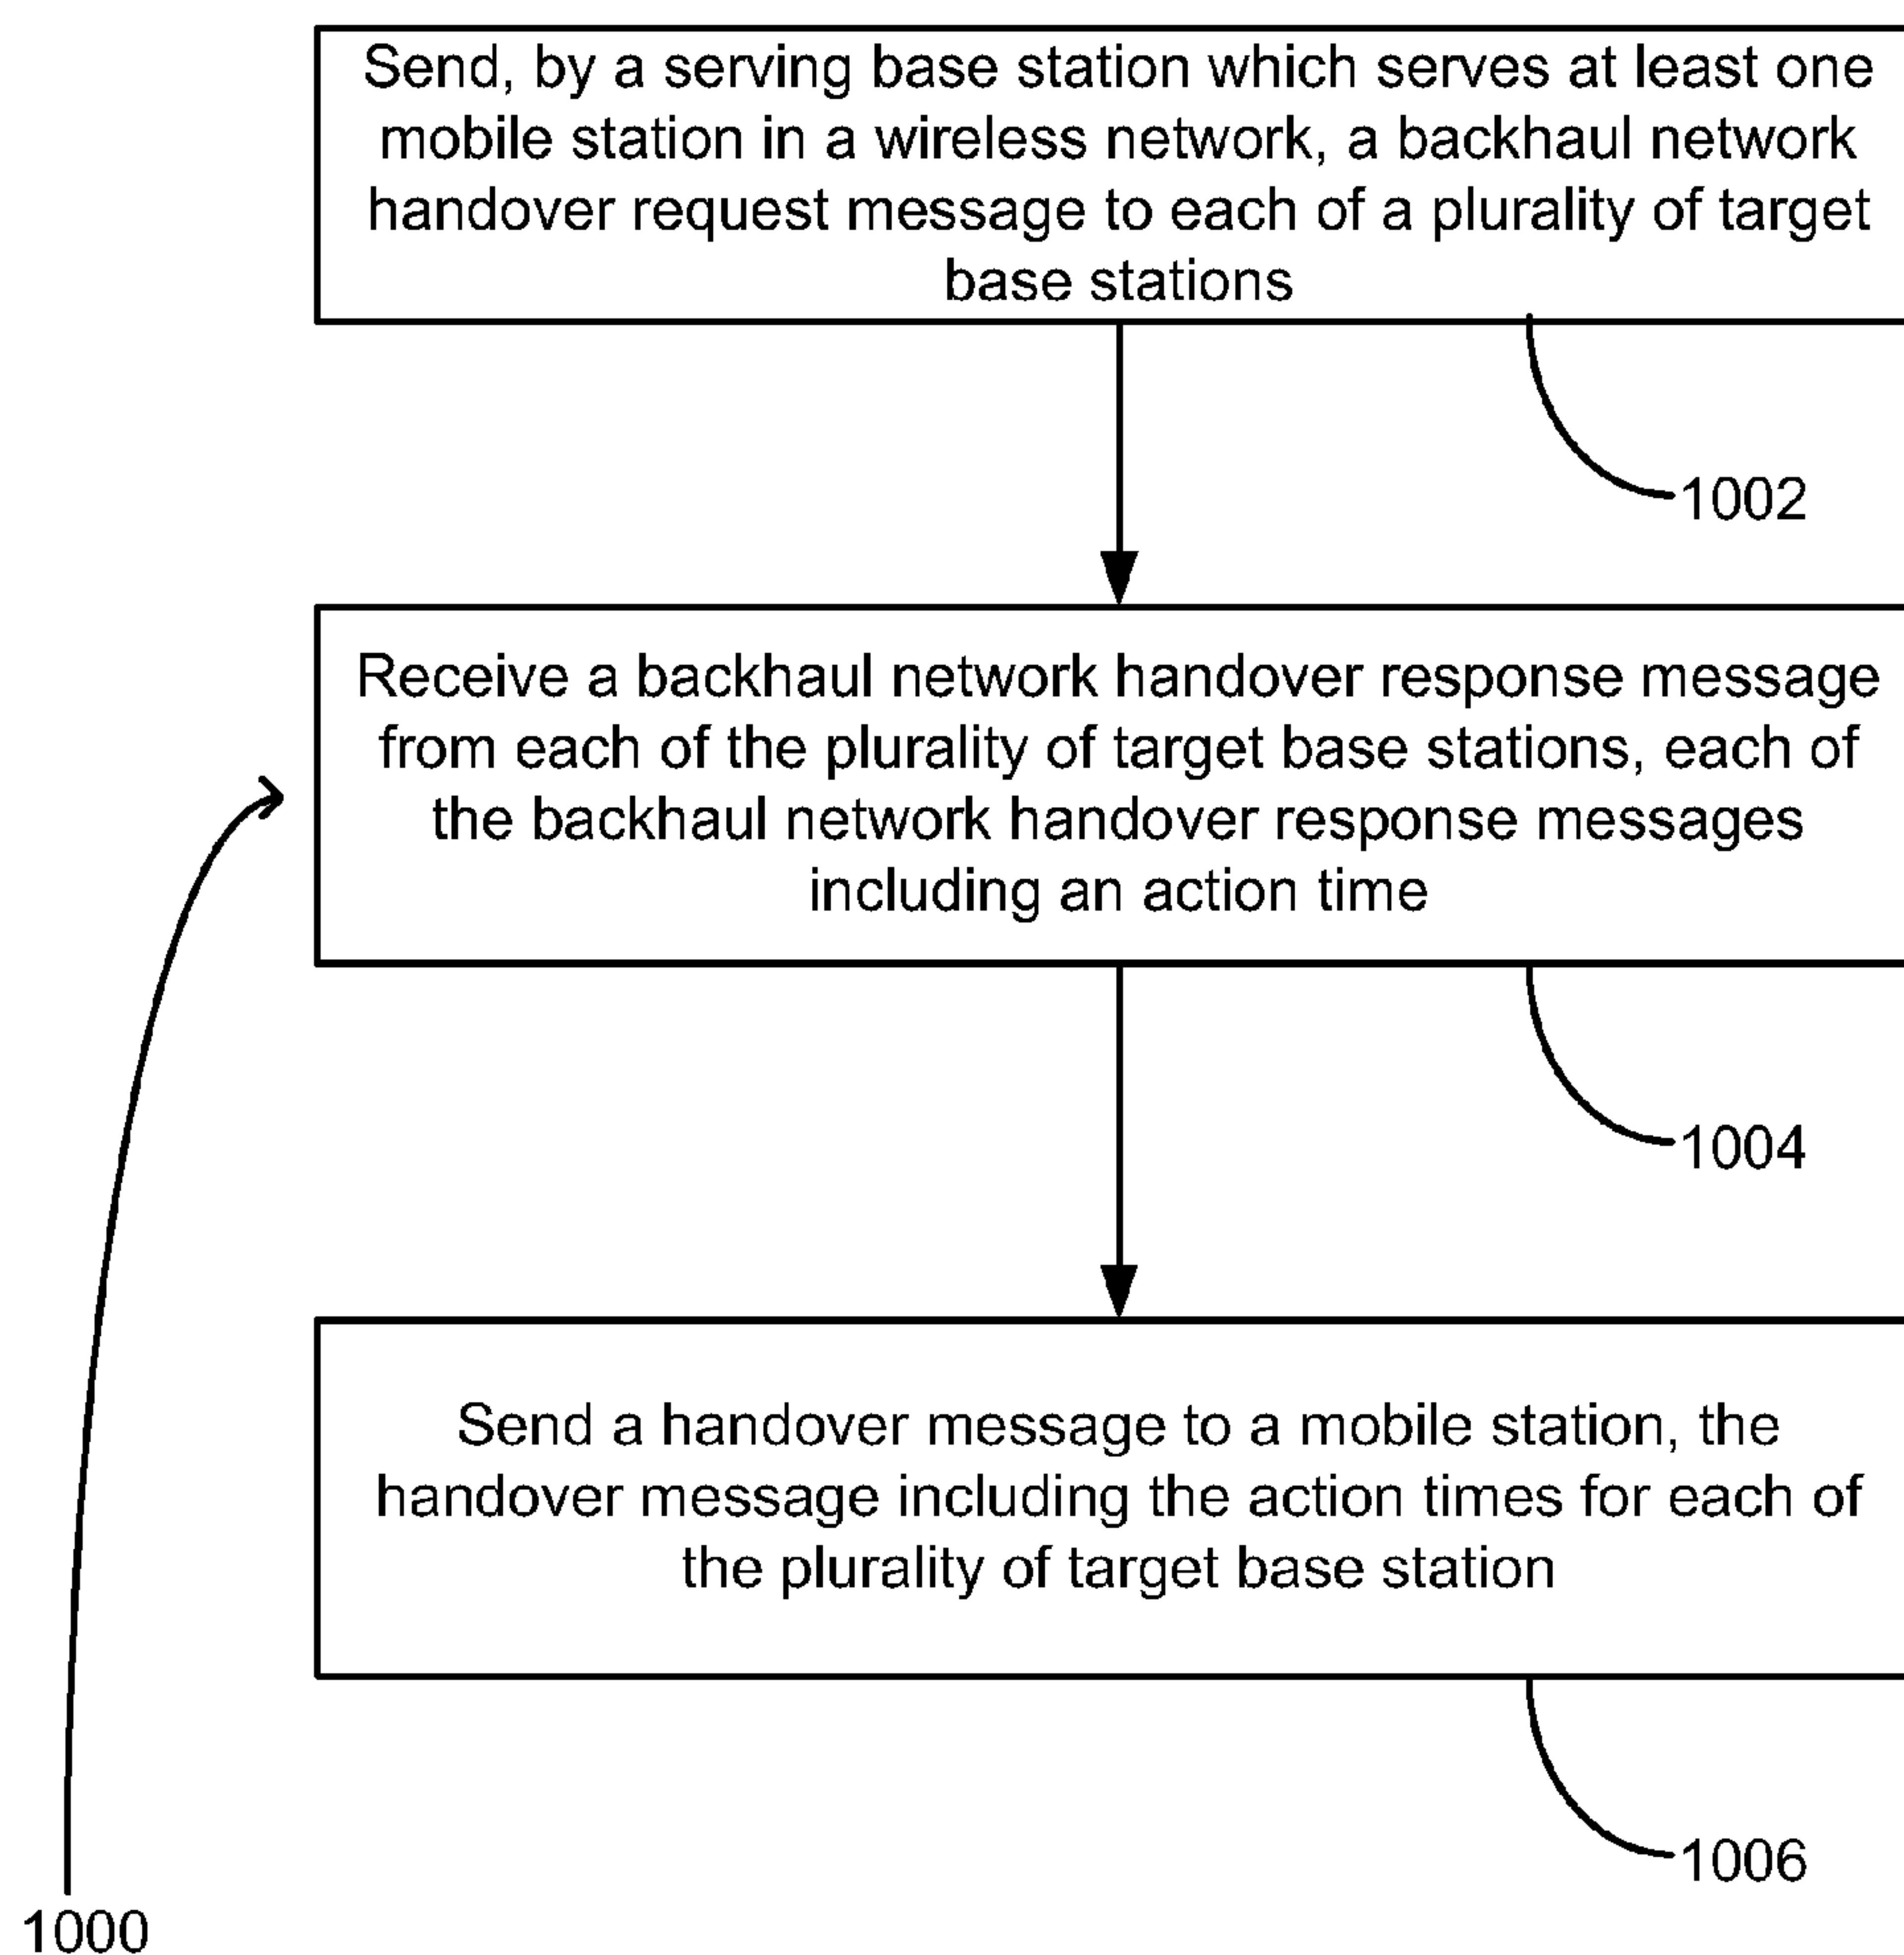 Send, by a serving base station which serves at least one
mobile station in a wireless network, a backhaul network
handover request message to each of a plurality of target
base stations
1002
Receive a backhaul network handover response message
from each of the plurality of target base stations, each of
the backhaul network handover response messages
including an action time
1004
Send a handover message to a mobile station, the
handover message including the action times for each of
the plurality of target base station
1006
1000